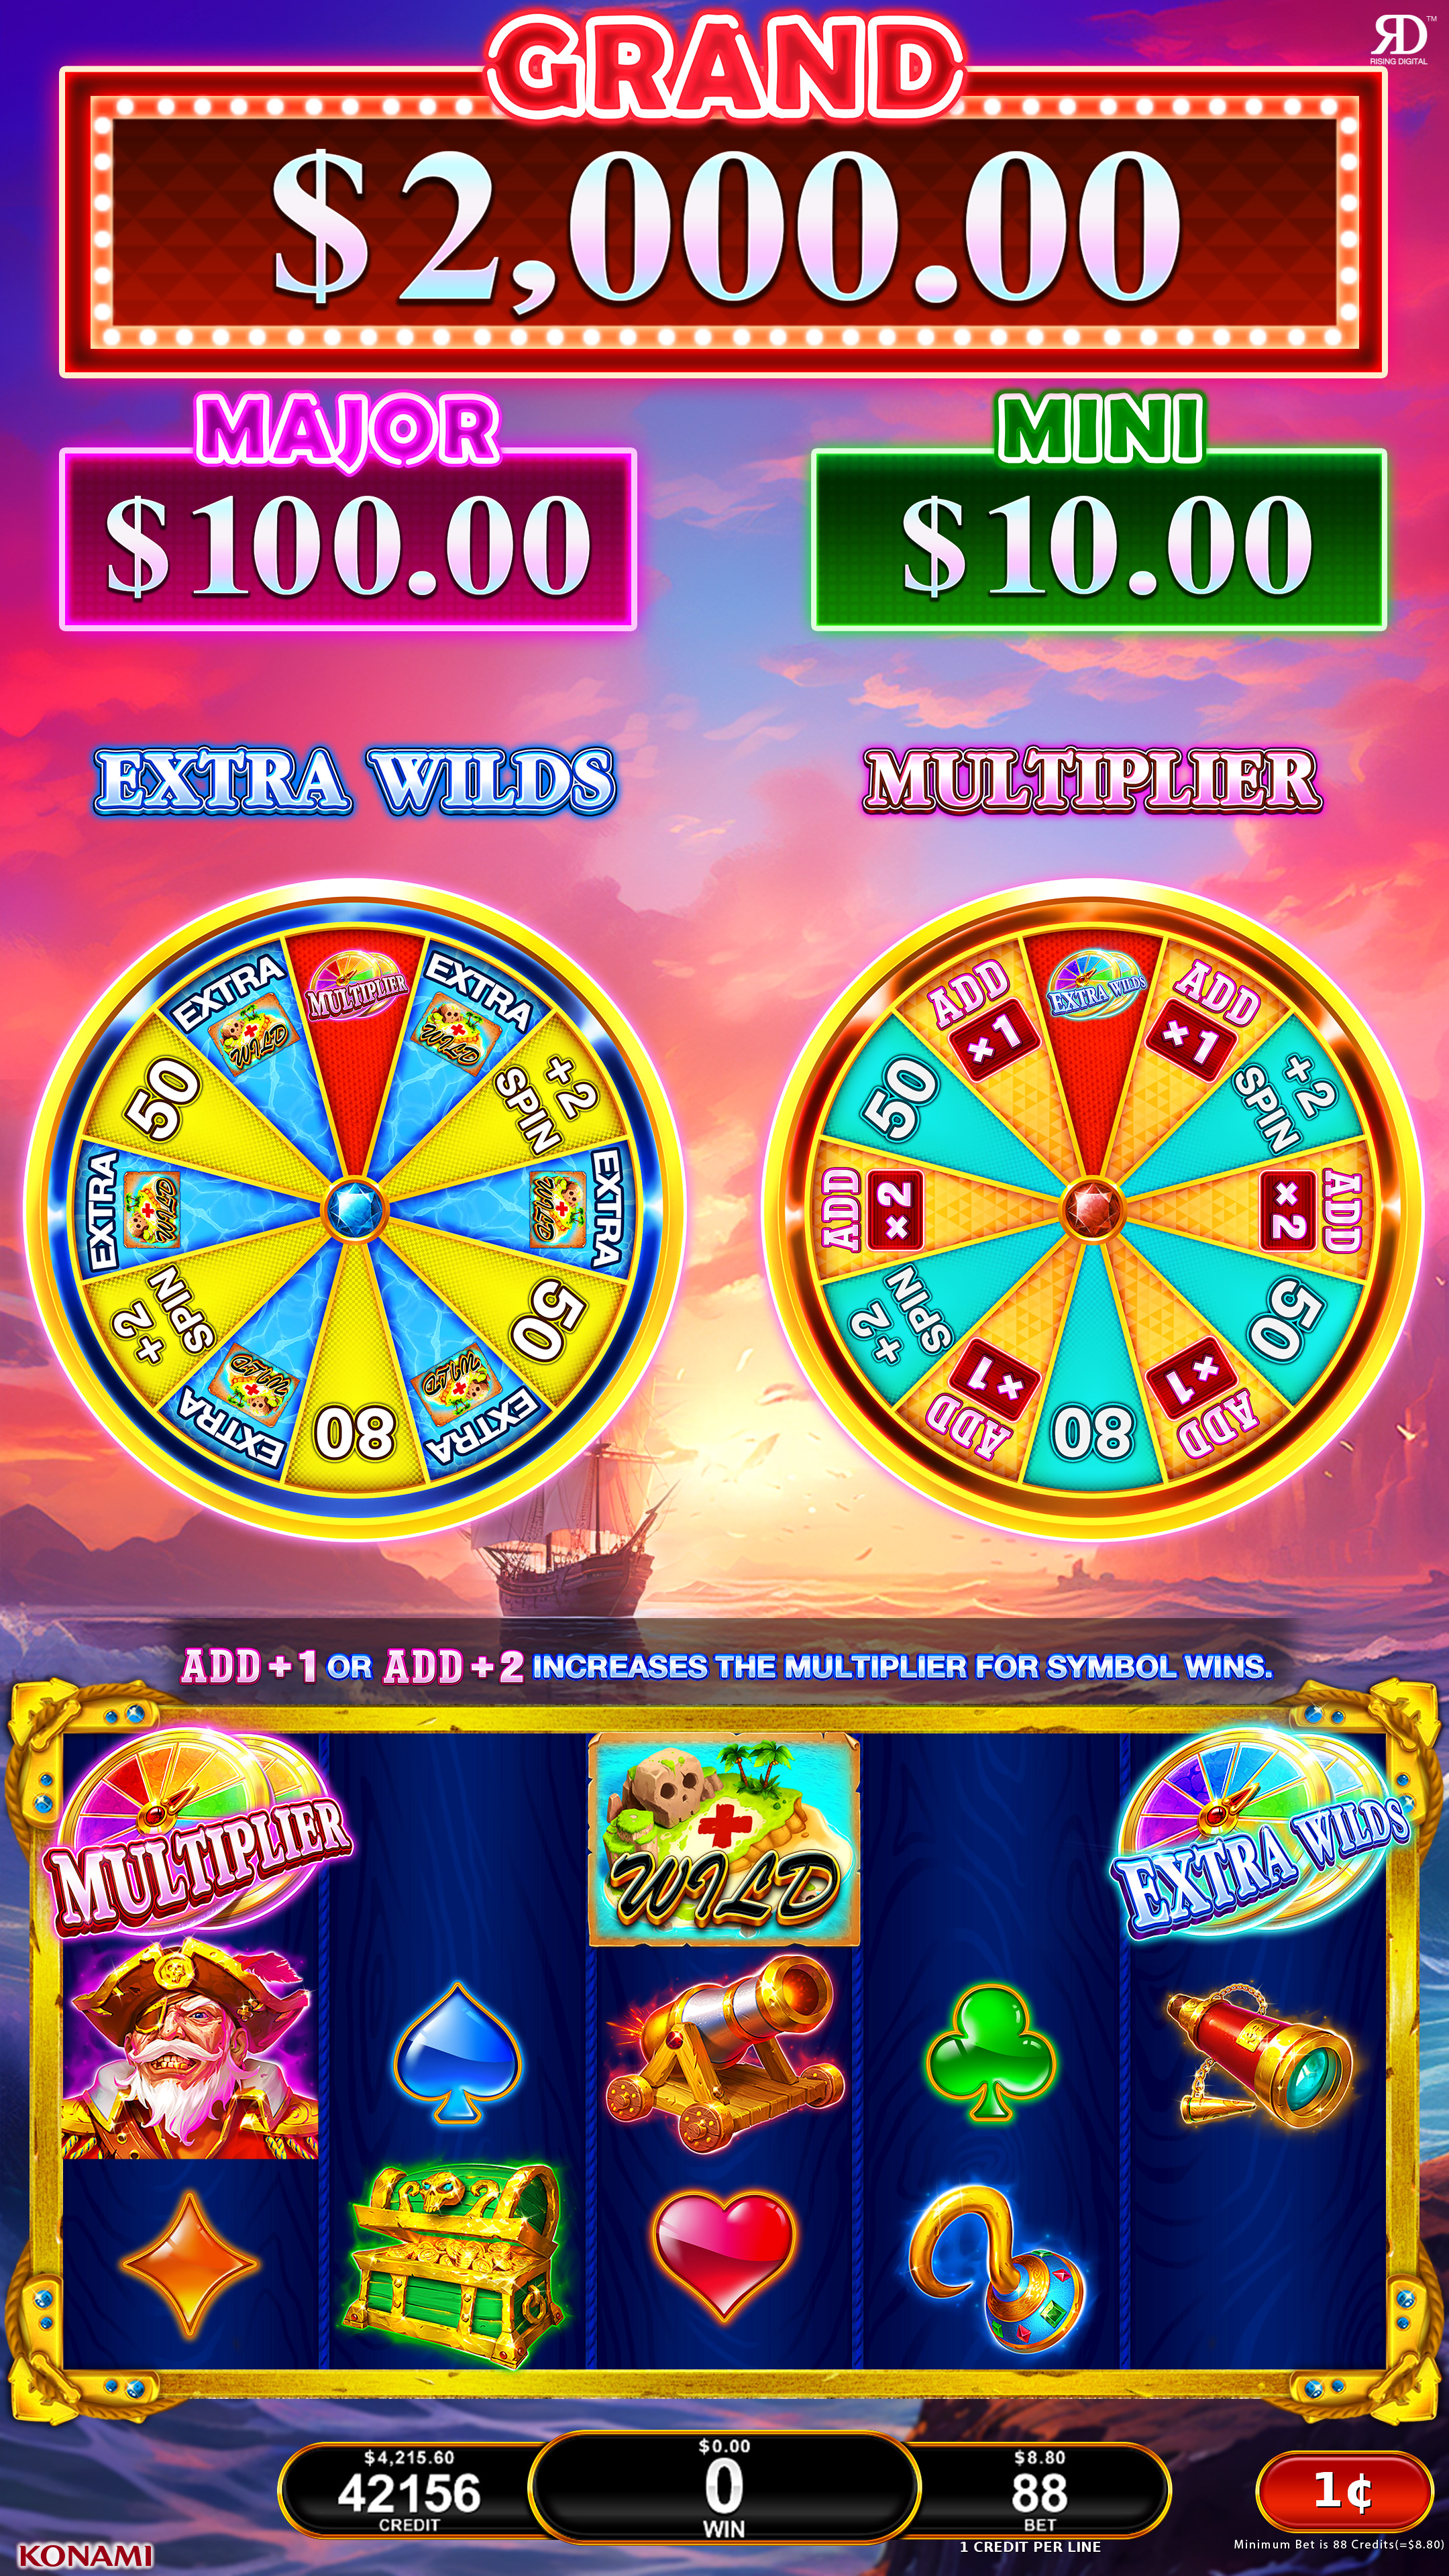 GRAND
RD™
RISING DIGITAL
$2,000.00
MAJOR
$100.00
MINI
$10.00
EXTRA WILDS
MULTIPLIER
MULTIPLIER
EXTRA
WILD
+2
SPIN
EXTRA
WILD
50
EXTRA
WILD
80
EXTRA
WILD
+2
SPIN
EXTRA
WILD
50
EXTRA
WILD
EXTRA WILDS
ADD
×1
+2
SPIN
ADD
×2
50
ADD
×1
80
ADD
×1
+2
SPIN
ADD
×2
50
ADD
×1
ADD+1 OR ADD+2 INCREASES THE MULTIPLIER FOR SYMBOL WINS.
MULTIPLIER
WILD
EXTRA WILDS
$4,215.60
42156
CREDIT
$0.00
0
WIN
$8.80
88
BET
1 CREDIT PER LINE
1¢
Minimum Bet is 88 Credits(=$8.80)
KONAMI